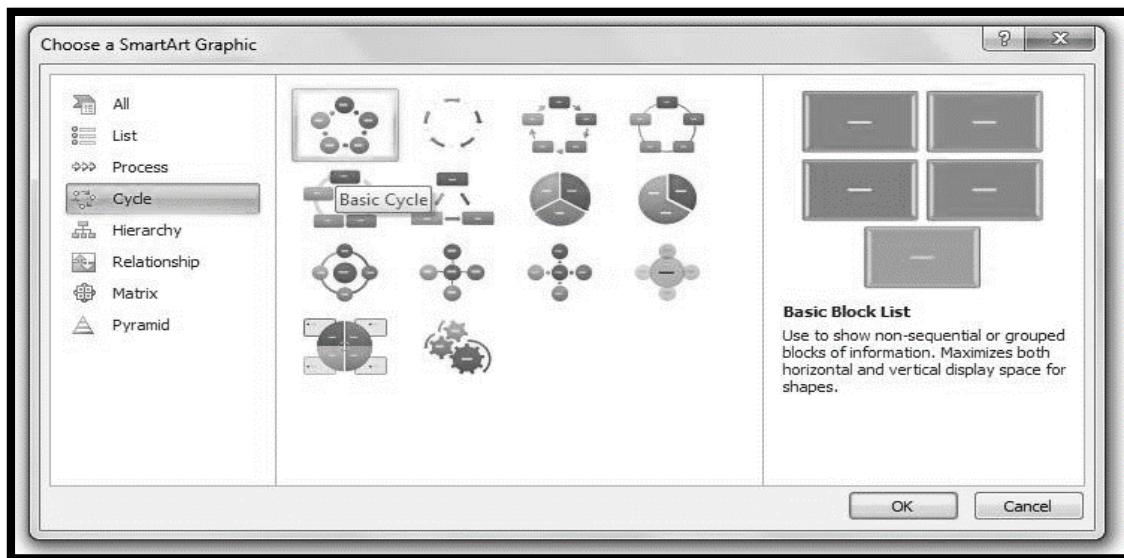 Choose a SmartArt Graphic
All
List
Process
Cycle
Hierarchy
Relationship
Matrix
Pyramid
Basic Cycle
Basic Block List
Use to show non-sequential or grouped
blocks of information. Maximizes both
horizontal and vertical display space for
shapes.
OK
Cancel